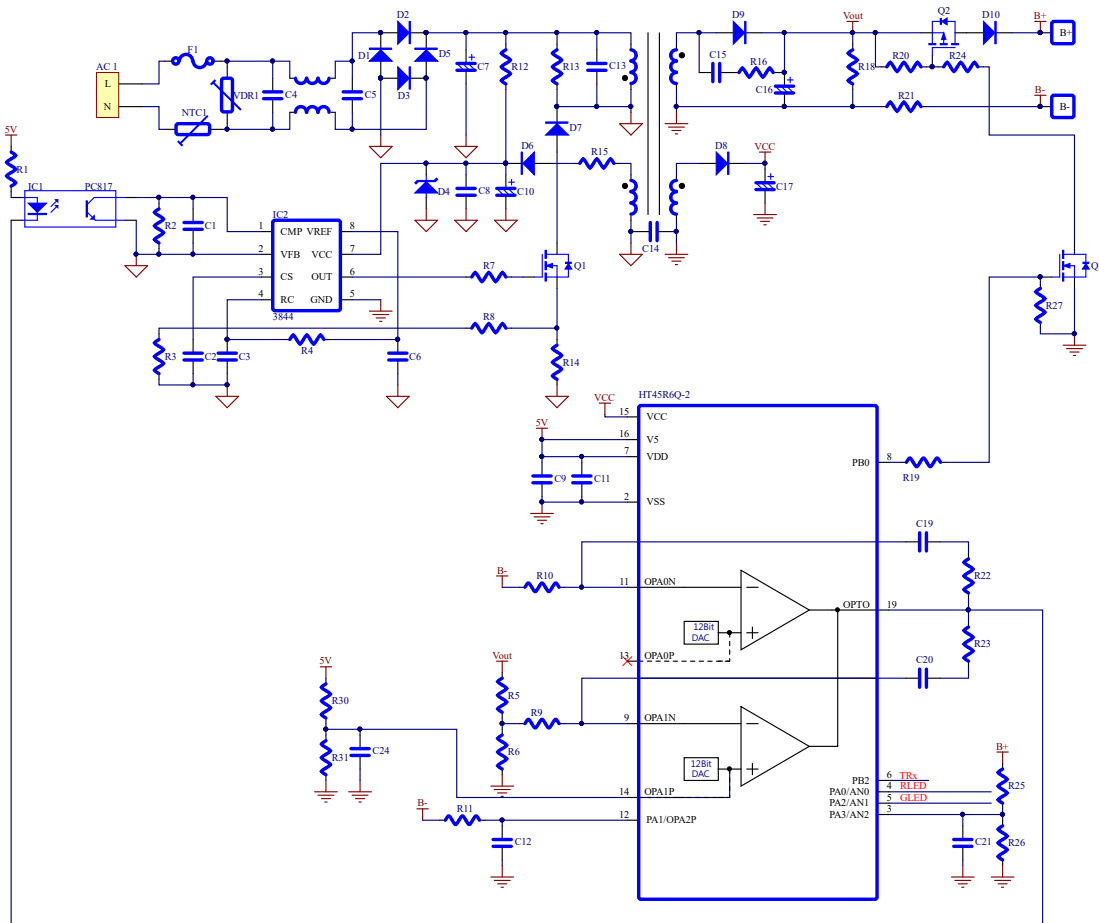 D2
D9
Vout
Q2
D10
B+
B+
F1
D1
D5
AC 1
L
N
C7
R12
R13
C13
C15
R16
C16
R18
R20
R24
VDR1
C4
C5
D3
B-
B-
R21
NTC1
5V
D7
R1
D6
R15
D8
VCC
IC1
PC817
D4
C8
C10
C17
R2
C1
IC2
1
CMP
VREF
8
2
VFB
VCC
7
3
CS
OUT
6
4
RC
GND
5
3844
C14
R7
Q1
Q
R27
R8
R3
C2
C3
R4
C6
R14
HT45R6Q-2
VCC
15
VCC
5V
16
V5
7
VDD
PB0
8
R19
C9
C11
2
VSS
C19
B-
R10
11
OPA0N
R22
OPTO
19
12Bit
DAC
13
OPA0P
R23
5V
Vout
C20
R30
R5
R9
9
OPA1N
R31
C24
R6
12Bit
DAC
B+
PB2
6
TRx
14
OPA1P
PA0/AN0
4
RLED
R25
PA2/AN1
5
GLED
B-
R11
12
PA1/OPA2P
PA3/AN2
3
C12
C21
R26